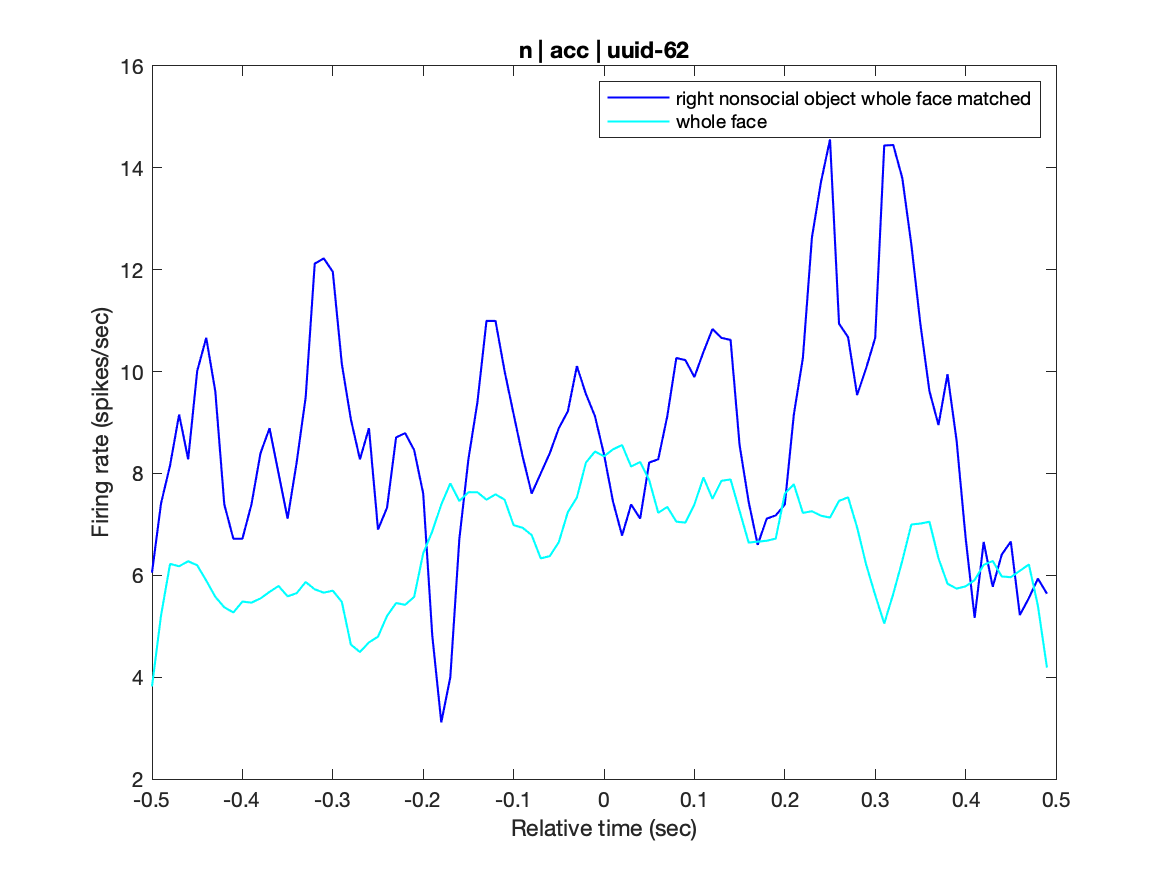 n | acc | uuid-62
right nonsocial object whole face matched
whole face
Firing rate (spikes/sec)
16
14
12
10
8
6
4
2
-0.5 -0.4 -0.3 -0.2 -0.1 0 0.1 0.2 0.3 0.4 0.5
Relative time (sec)